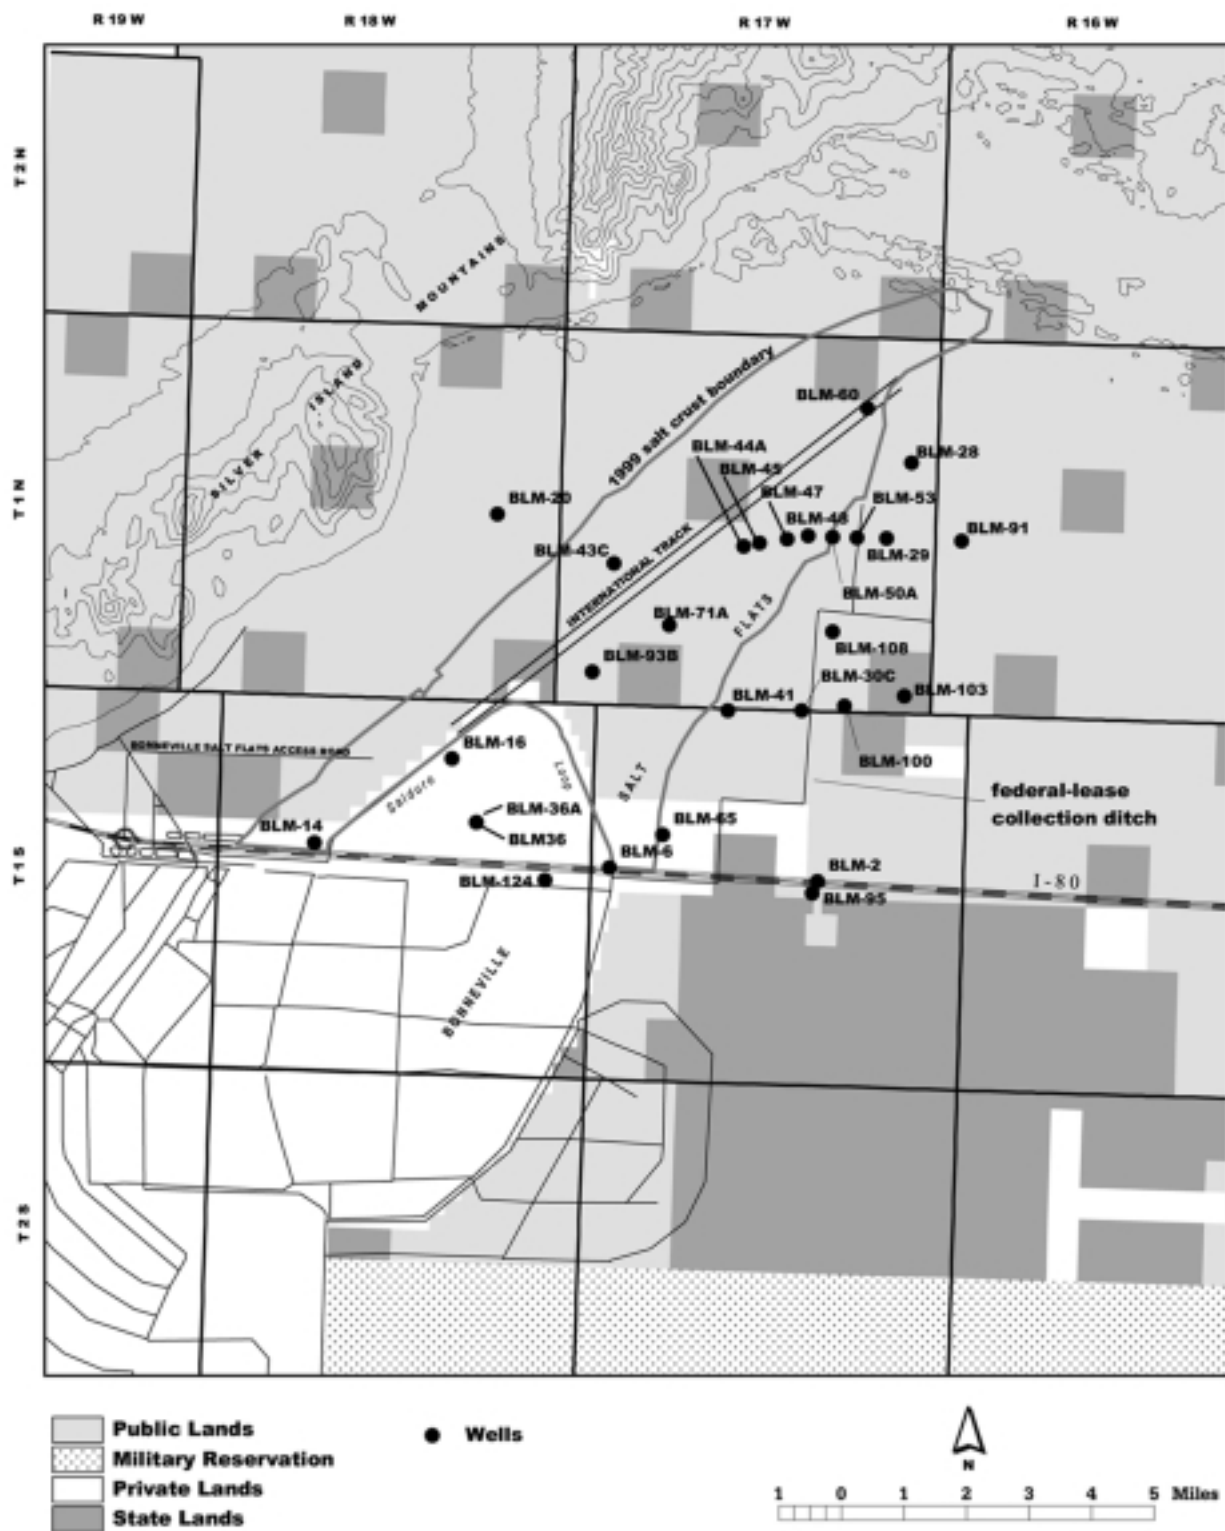 R 19 W R 18 W R 17 W R 16 W
T 2 N
MOUNTAINS
ISLAND
SILVER
1999 salt crust boundary
BLM-60
T 1 N
BLM-44A
BLM-45
BLM-28
BLM-47
BLM-20
BLM-53
BLM-48
BLM-91
BLM-43C
INTERNATIONAL TRACK
BLM-29
BLM-50A
FLATS
BLM-71A
BLM-108
BLM-93B
BLM-30C
BLM-41
BLM-103
BONNEVILLE SALT FLATS ACCESS ROAD
BLM-16
BLM-100
Salduro
Loop
SALT
federal-lease
collection ditch
BLM-36A
BLM-14
BLM36
BLM-65
T 1 S
BLM-6
BLM-124
BLM-2
I-80
BLM-95
BONNEVILLE
T 2 S
Public Lands
Wells
Military Reservation
N
Private Lands
1 0 1 2 3 4 5 Miles
State Lands